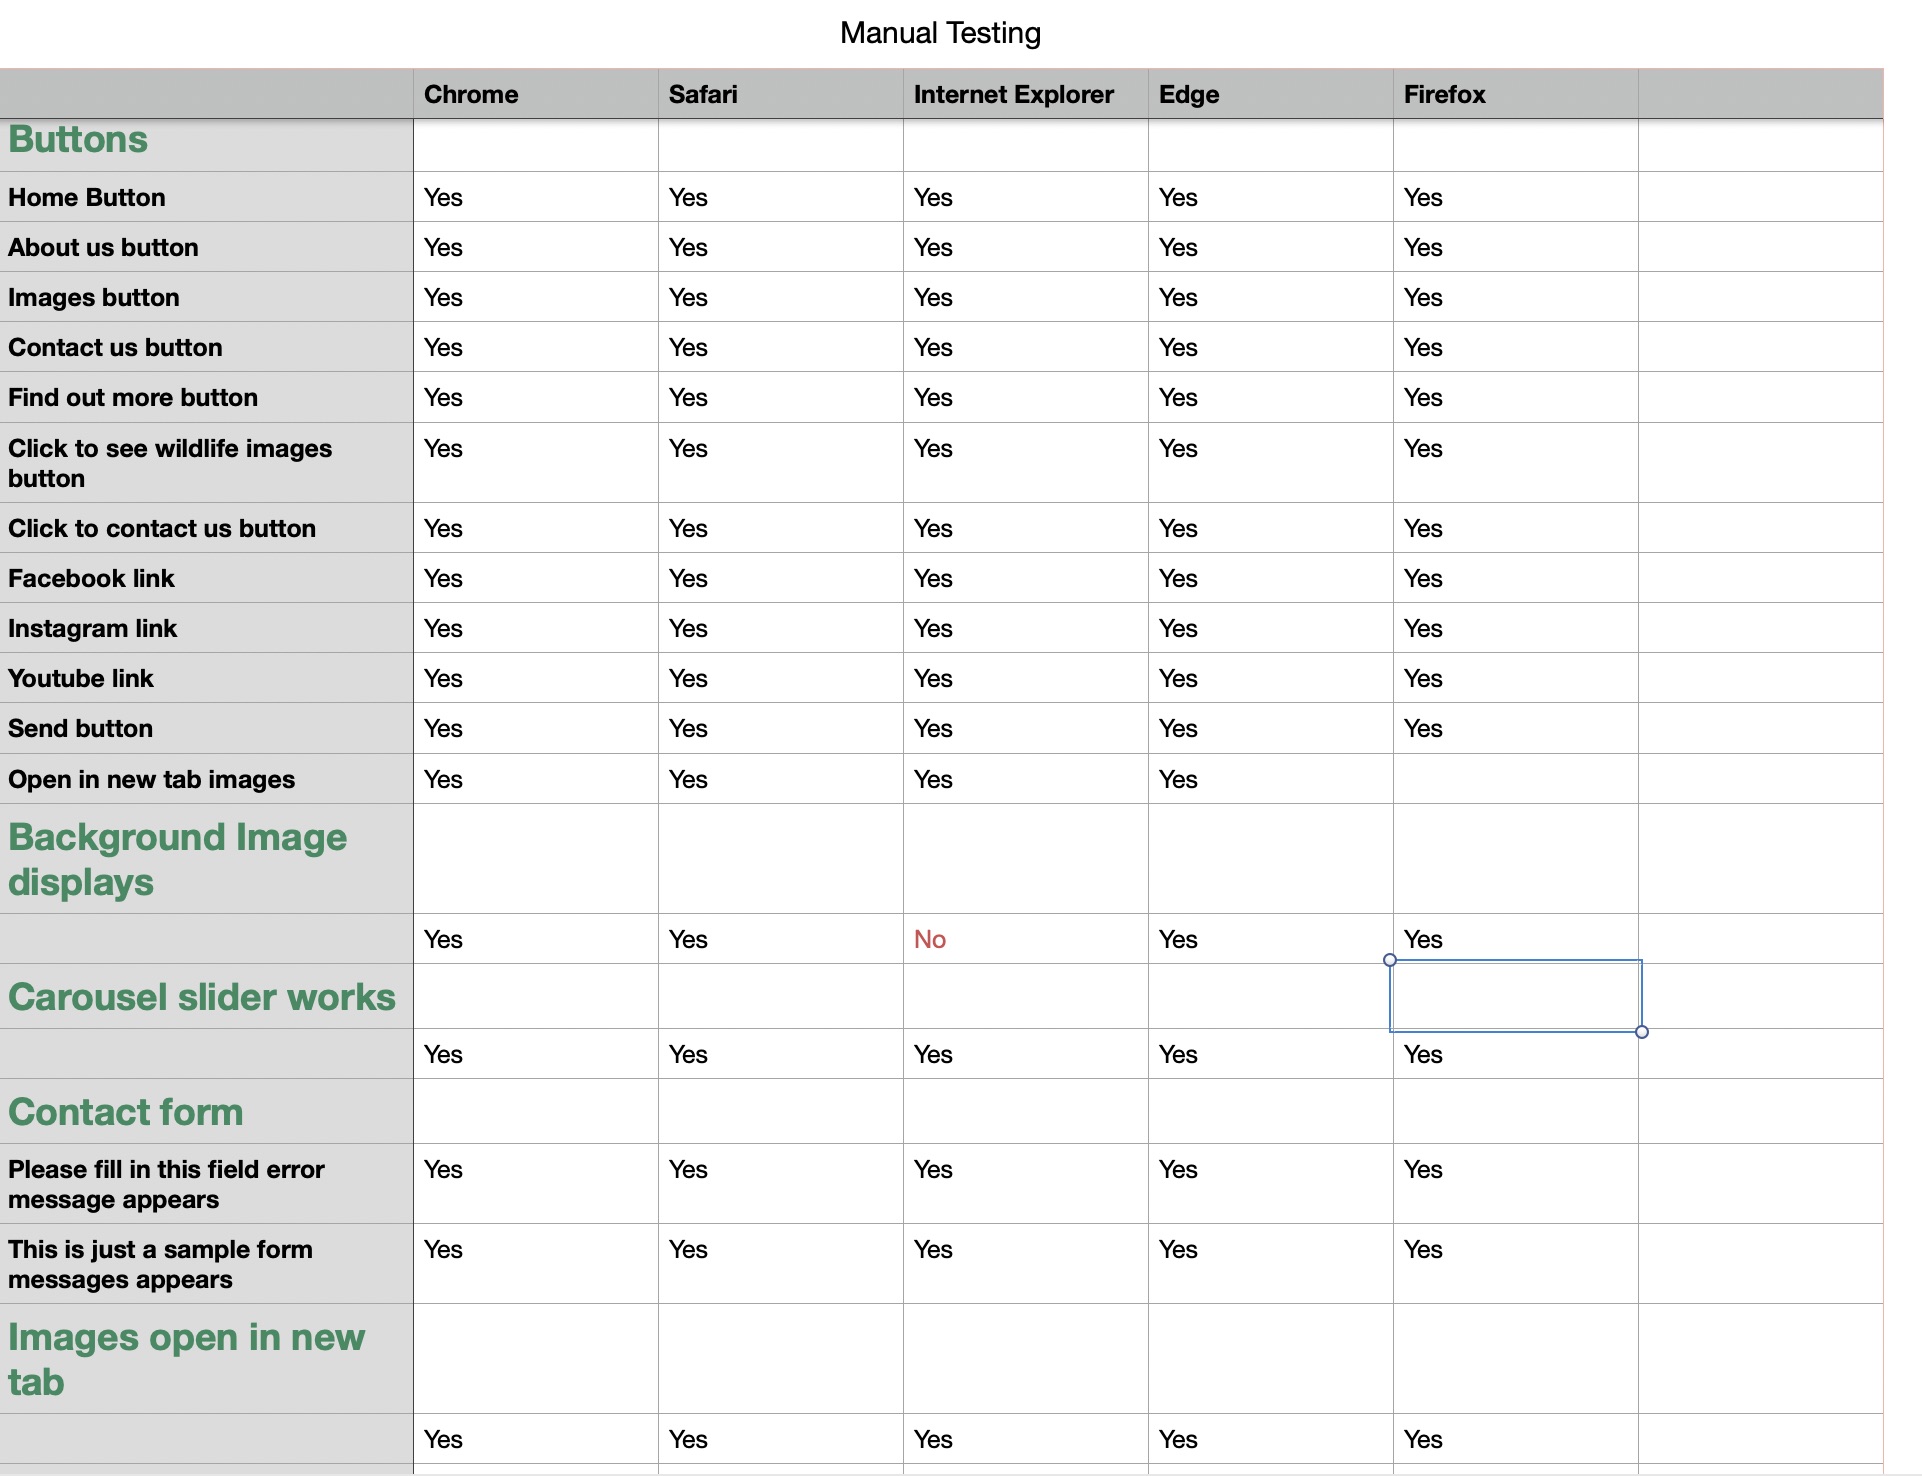 Manual Testing
Chrome Safari Internet Explorer Edge Firefox
Buttons
Home Button Yes Yes Yes Yes Yes
About us button Yes Yes Yes Yes Yes
Images button Yes Yes Yes Yes Yes
Contact us button Yes Yes Yes Yes Yes
Find out more button Yes Yes Yes Yes Yes
Click to see wildlife images Yes Yes Yes Yes Yes
button
Click to contact us button Yes Yes Yes Yes Yes
Facebook link Yes Yes Yes Yes Yes
Instagram link Yes Yes Yes Yes Yes
Youtube link Yes Yes Yes Yes Yes
Send button Yes Yes Yes Yes Yes
Open in new tab images Yes Yes Yes Yes
Background Image
displays
Yes Yes No Yes Yes
Carousel slider works
Yes Yes Yes Yes Yes
Contact form
Please fill in this field error Yes Yes Yes Yes Yes
message appears
This is just a sample form Yes Yes Yes Yes Yes
messages appears
Images open in new
tab
Yes Yes Yes Yes Yes